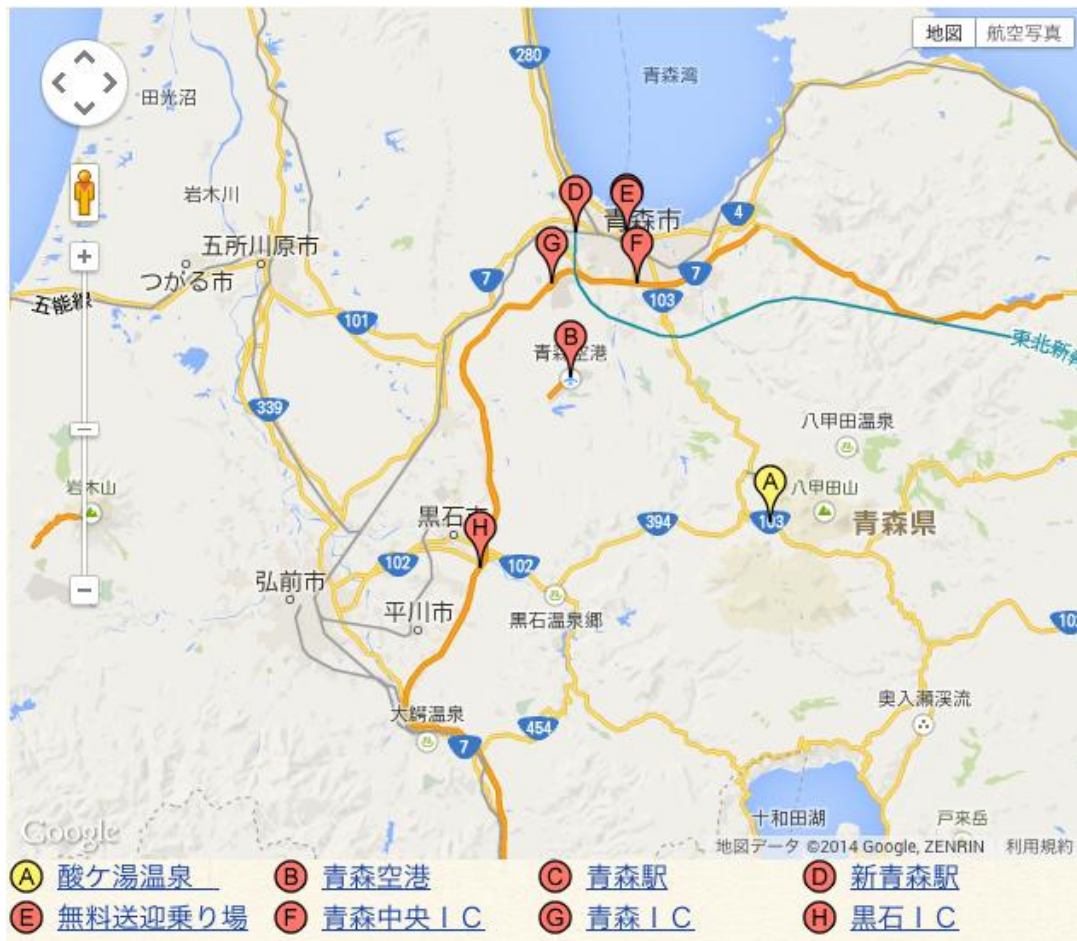 地図 航空写真
280
青森湾
田光沼
岩木川
D
E
青森市
4
五所川原市
つがる市
G
F
7
7
五能線
103
101
B
青森空港
東北新幹
339
八甲田温泉
A
岩木山
八甲田山
黒石市
H
394
103
青森県
102
102
弘前市
平川市
黒石温泉郷
102
奥入瀬渓流
大鰐温泉
454
7
十和田湖
戸来岳
Google
地図データ ©2014 Google, ZENRIN 利用規約
A 酸ケ湯温泉 B 青森空港 C 青森駅 D 新青森駅
E 無料送迎乗り場 F 青森中央IC G 青森IC H 黒石IC